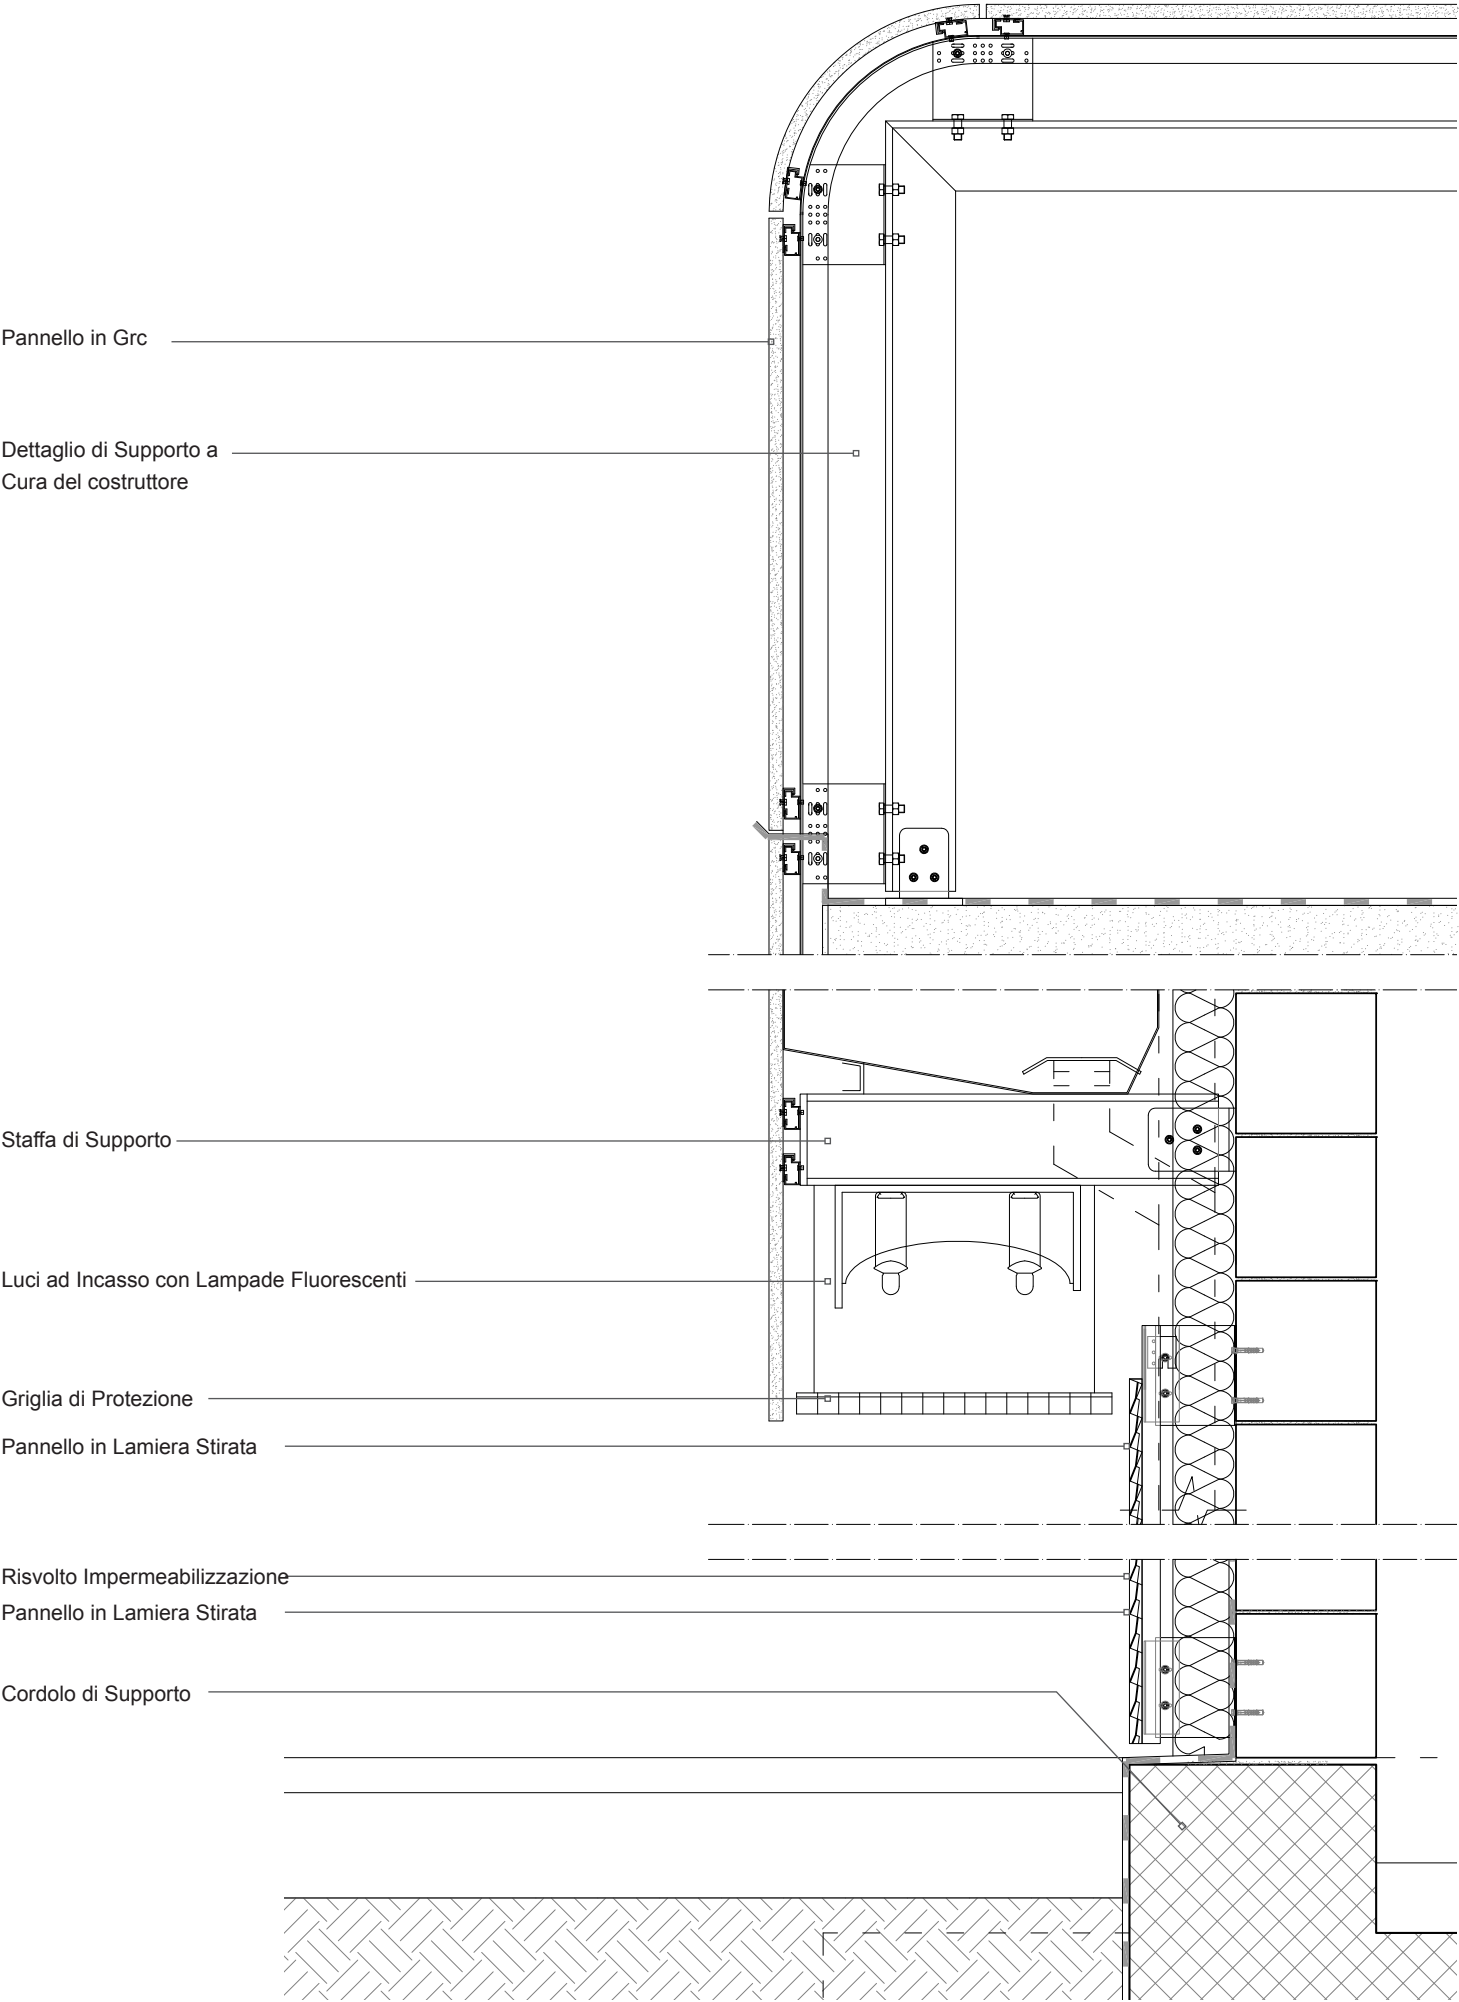 Pannello in Grc
Dettaglio di Supporto a
Cura del costruttore
Staffa di Supporto
Luci ad Incasso con Lampade Fluorescenti
Griglia di Protezione
Pannello in Lamiera Stirata
Risvolto Impermeabilizzazione
Pannello in Lamiera Stirata
Cordolo di Supporto